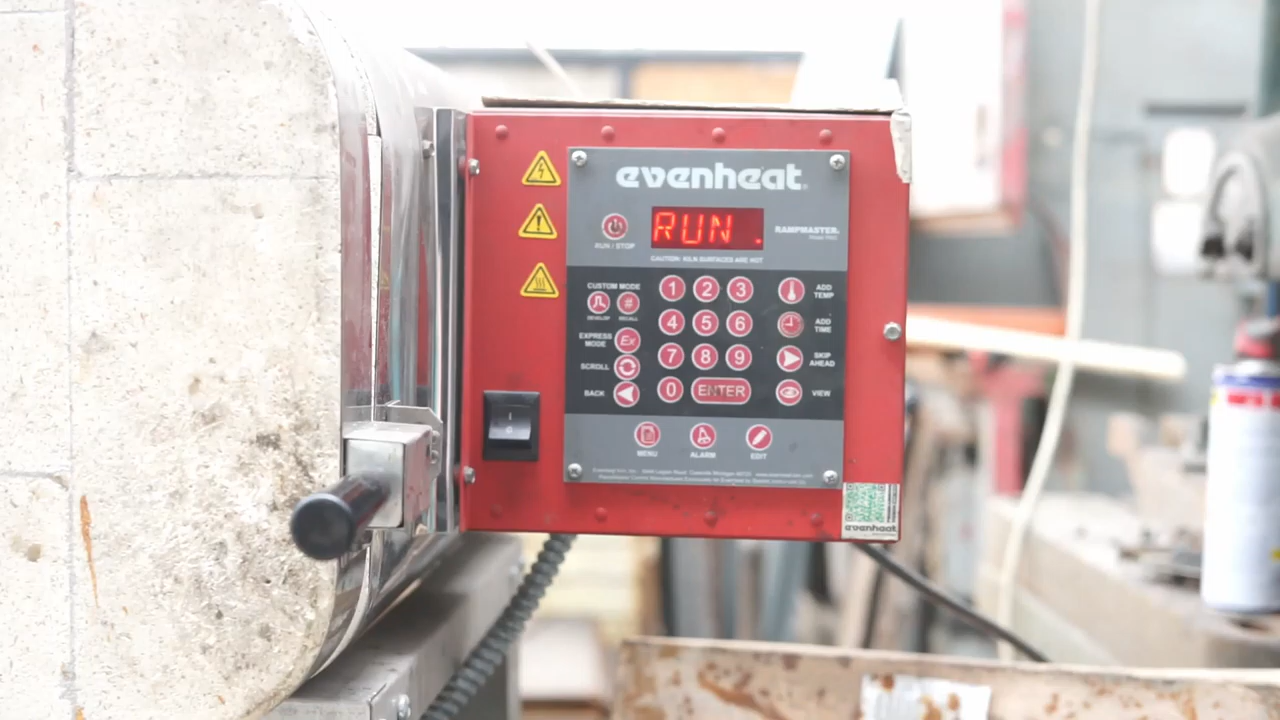 evenheat
RUN .
RUN / STOP
RAMPMASTER.
CAUTION: KILN SURFACES ARE HOT
CUSTOM MODE
DEVELOP
RECALL
1 2 3
ADD TEMP
4 5 6
ADD TIME
EXPRESS MODE
Ex
7 8 9
SKIP AHEAD
SCROLL
BACK
0 ENTER
VIEW
MENU
ALARM
EDIT
evenheat